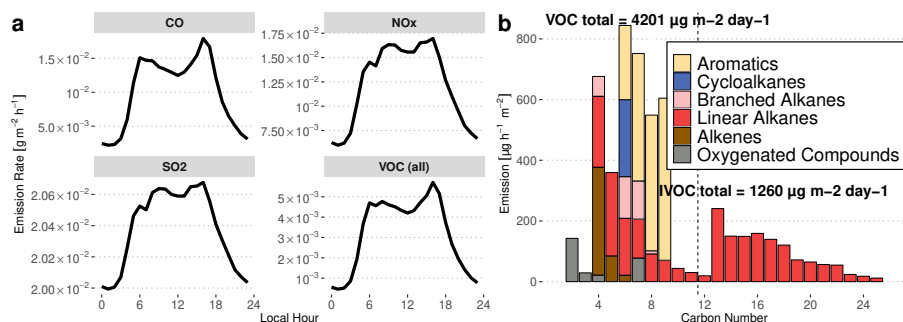 a
CO
NOx
1.5 × 10⁻²
10⁻²
5.0 × 10⁻³
1.75 × 10⁻²
1.50 × 10⁻²
1.25 × 10⁻²
10⁻²
7.50 × 10⁻³
SO2
VOC (all)
2.06 × 10⁻²
2.04 × 10⁻²
2.02 × 10⁻²
2.00 × 10⁻²
5 × 10⁻³
4 × 10⁻³
3 × 10⁻³
2 × 10⁻³
10⁻³
0 6 12 18 24
0 6 12 18 24
Emission Rate [g m⁻² h⁻¹]
Local Hour
b
VOC total = 4201 µg m−2 day−1
Aromatics
Cycloalkanes
Branched Alkanes
Linear Alkanes
Alkenes
Oxygenated Compounds
IVOC total = 1260 µg m−2 day−1
800
600
400
200
0
4 8 12 16 20 24
Emission [µg h⁻¹ m⁻²]
Carbon Number